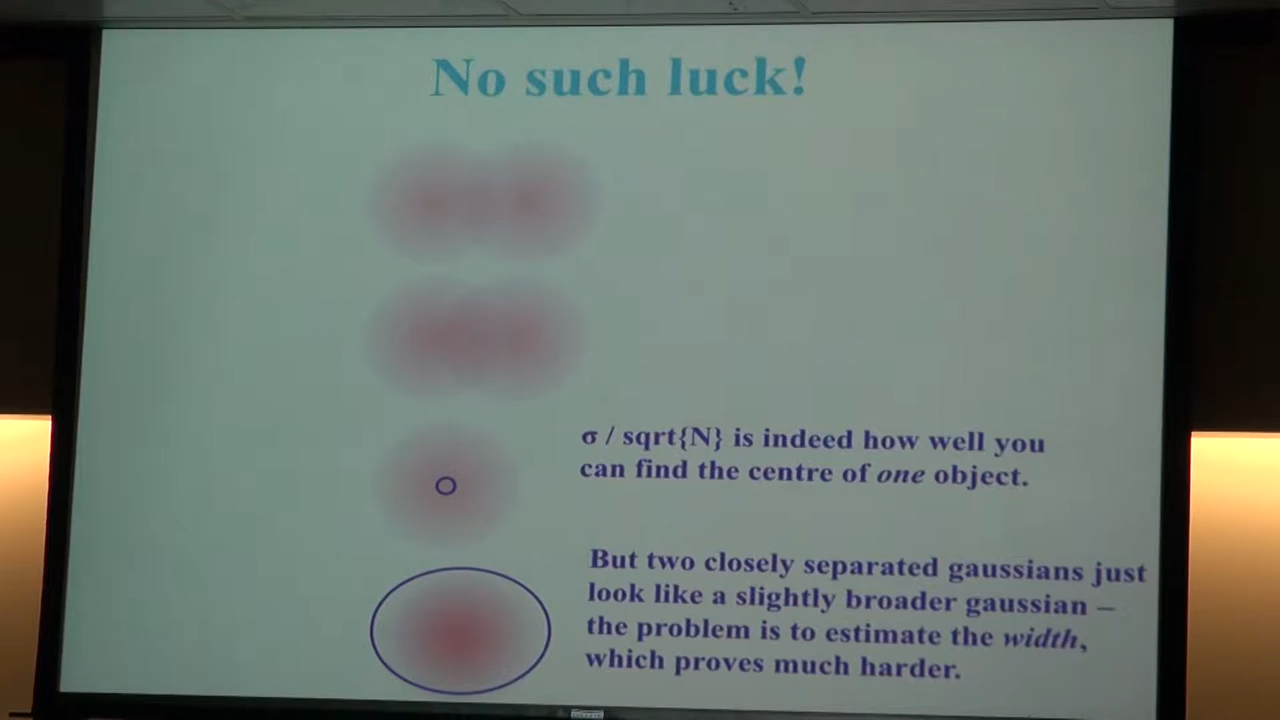 No such luck!
σ / sqrt{N} is indeed how well you
can find the centre of one object.
But two closely separated gaussians just
look like a slightly broader gaussian –
the problem is to estimate the width,
which proves much harder.